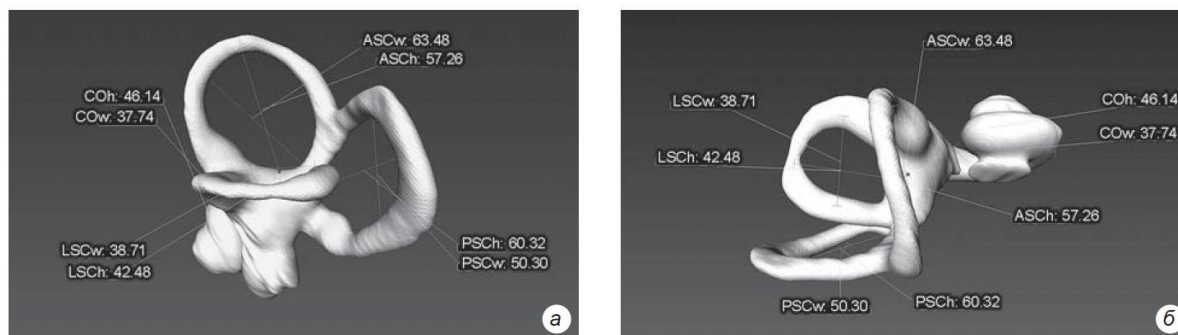 ASCw: 63.48
ASCh: 57.26
COh: 46.14
COw: 37.74
LSCw: 38.71
LSCh: 42.48
PSCh: 60.32
PSCw: 50.30
а
ASCw: 63.48
LSCw: 38.71
COh: 46.14
COw: 37.74
LSCh: 42.48
ASCh: 57.26
PSCw: 50.30
PSCh: 60.32
б